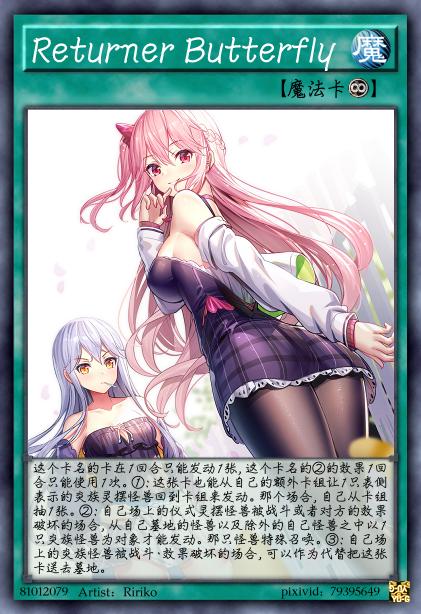 Returner Butterfly 魔
【魔法卡♾】
这个卡名的卡在1回合只能发动1张，这个卡名的②的效果1回
合只能使用1次。①：这张卡也能从自己的额外卡组让1只表侧
表示的炎族灵摆怪兽回到卡组来发动。那个场合，自己从卡组
抽1张。②：自己场上的仪式灵摆怪兽被战斗或者对方的效果
破坏的场合，从自己墓地的怪兽以及除外的自己怪兽之中以1
只炎族怪兽为对象才能发动。那只怪兽特殊召唤。③：自己场
上的炎族怪兽被战斗·效果破坏的场合，可以作为代替把这张
卡送去墓地。
81012079 Artist: Ririko pixivid: 79395649